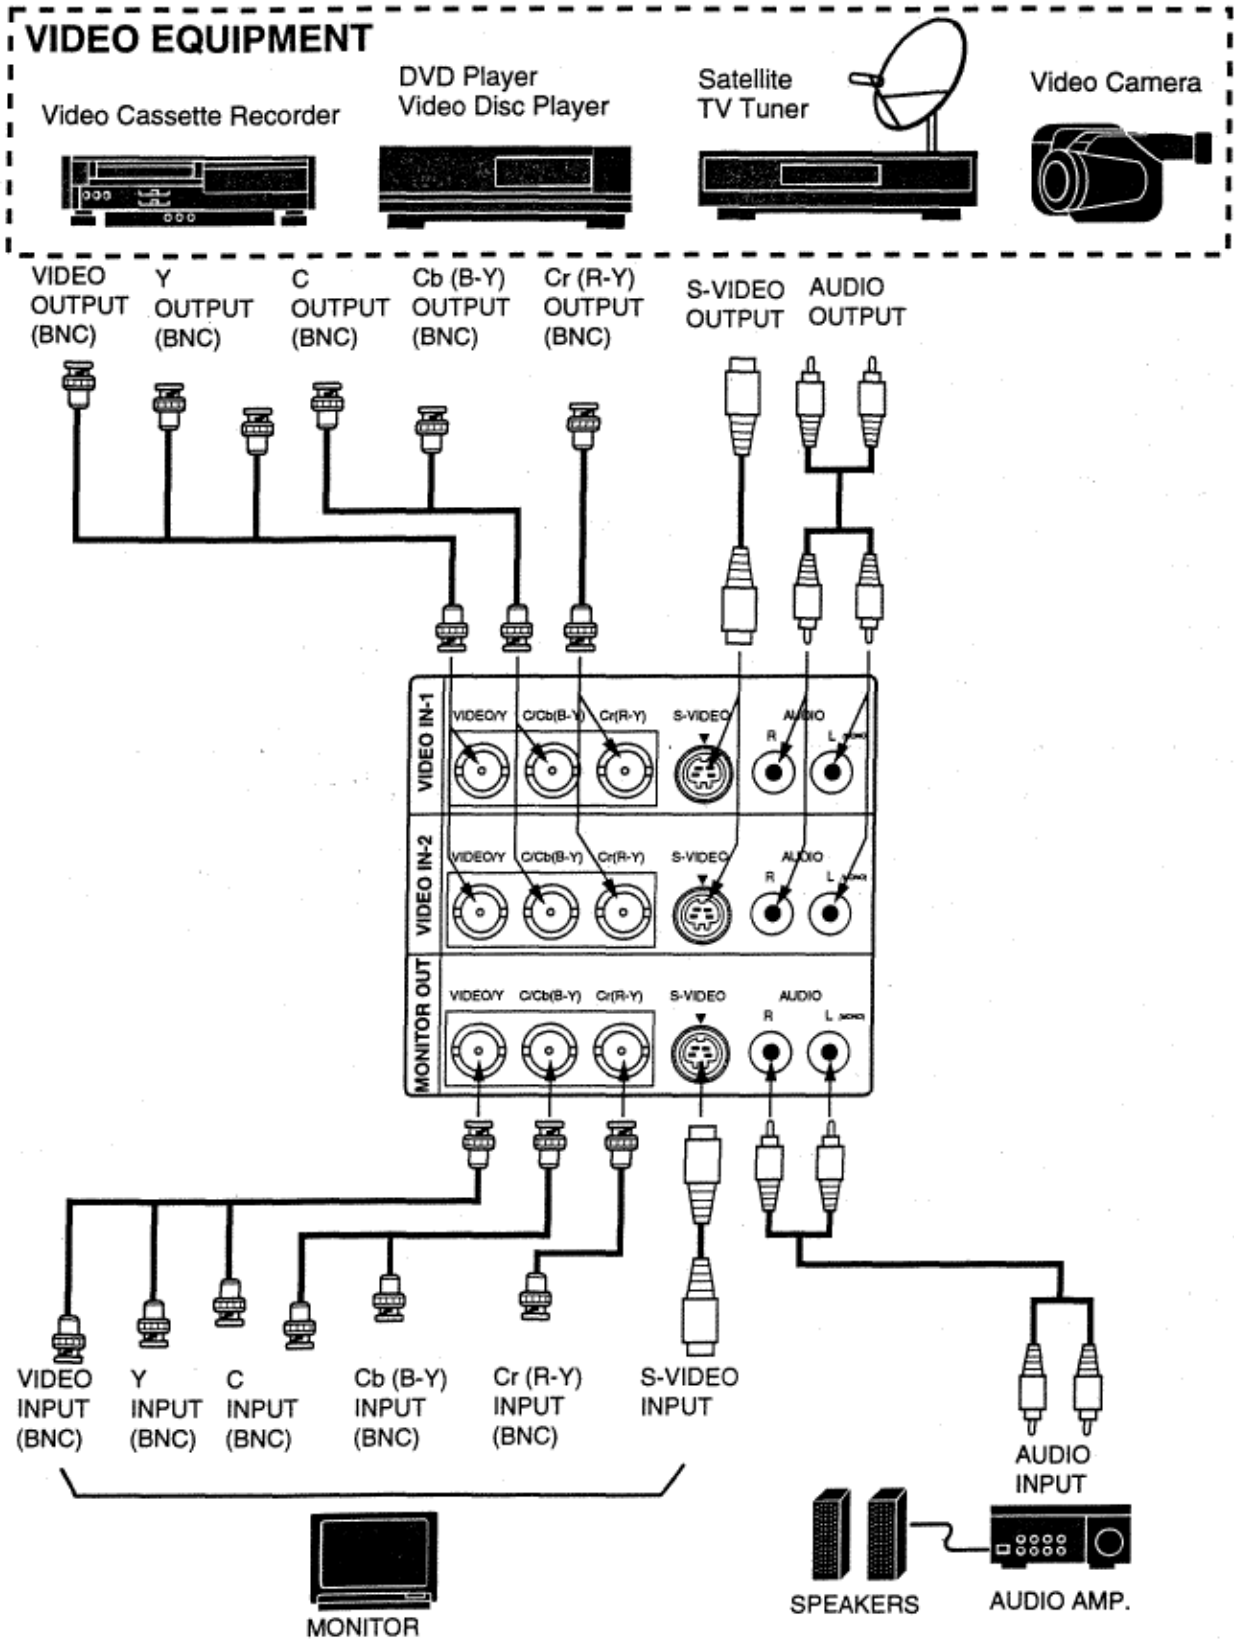 VIDEO EQUIPMENT
Video Cassette Recorder
DVD Player
Video Disc Player
Satellite
TV Tuner
Video Camera
VIDEO
OUTPUT
(BNC)
Y
OUTPUT
(BNC)
C
OUTPUT
(BNC)
Cb (B-Y)
OUTPUT
(BNC)
Cr (R-Y)
OUTPUT
(BNC)
S-VIDEO
OUTPUT
AUDIO
OUTPUT
VIDEO IN-1
VIDEO/Y C/Cb(B-Y) Cr(R-Y) S-VIDEO AUDIO
R L (MONO)
VIDEO IN-2
VIDEO/Y C/Cb(B-Y) Cr(R-Y) S-VIDEO AUDIO
R L (MONO)
MONITOR OUT
VIDEO/Y C/Cb(B-Y) Cr(R-Y) S-VIDEO AUDIO
R L (MONO)
VIDEO
INPUT
(BNC)
Y
INPUT
(BNC)
C
INPUT
(BNC)
Cb (B-Y)
INPUT
(BNC)
Cr (R-Y)
INPUT
(BNC)
S-VIDEO
INPUT
AUDIO
INPUT
MONITOR
SPEAKERS
AUDIO AMP.